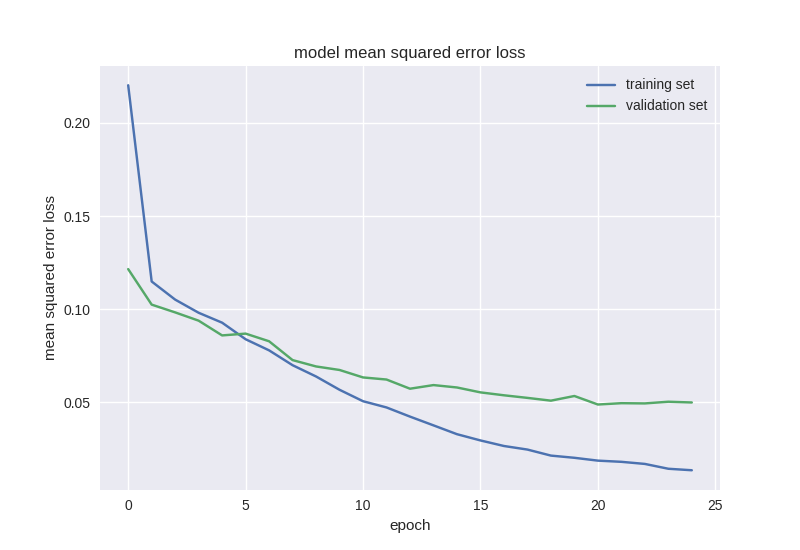 model mean squared error loss
training set
validation set
mean squared error loss
0.20
0.15
0.10
0.05
0 5 10 15 20 25
epoch